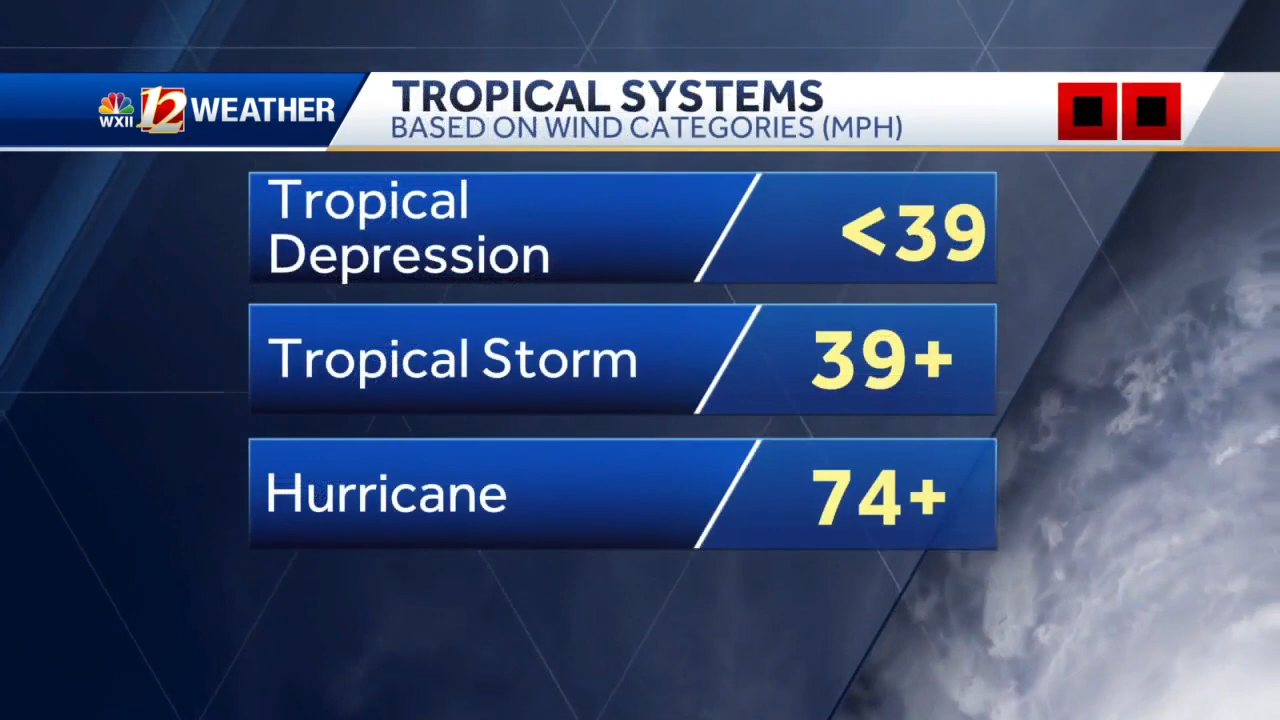 WXII 12 WEATHER
TROPICAL SYSTEMS
BASED ON WIND CATEGORIES (MPH)
Tropical
Depression
<39
Tropical Storm
39+
Hurricane
74+